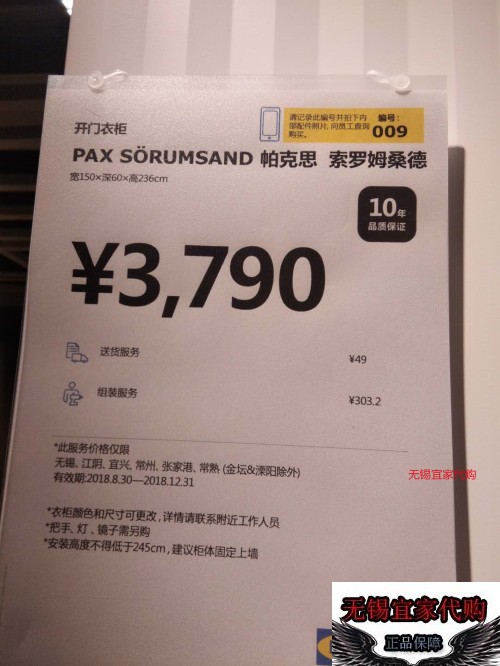 请记录此编号并拍下内
部配件照片, 向员工查询
购买。
编号:
009
开门衣柜
PAX SÖRUMSAND 帕克思 索罗姆桑德
宽150×深60×高236cm
10年
品质保证
¥3,790
送货服务 ¥49
组装服务 ¥303.2
*此服务价格仅限
无锡、江阴、宜兴、常州、张家港、常熟 (金坛&溧阳除外)
有效期:2018.8.30—2018.12.31
无锡宜家代购
*衣柜颜色和尺寸可更改, 详情请联系附近工作人员
*把手、灯、镜子需另购
*安装高度不得低于245cm, 建议柜体固定上墙
无锡宜家代购
正品保障